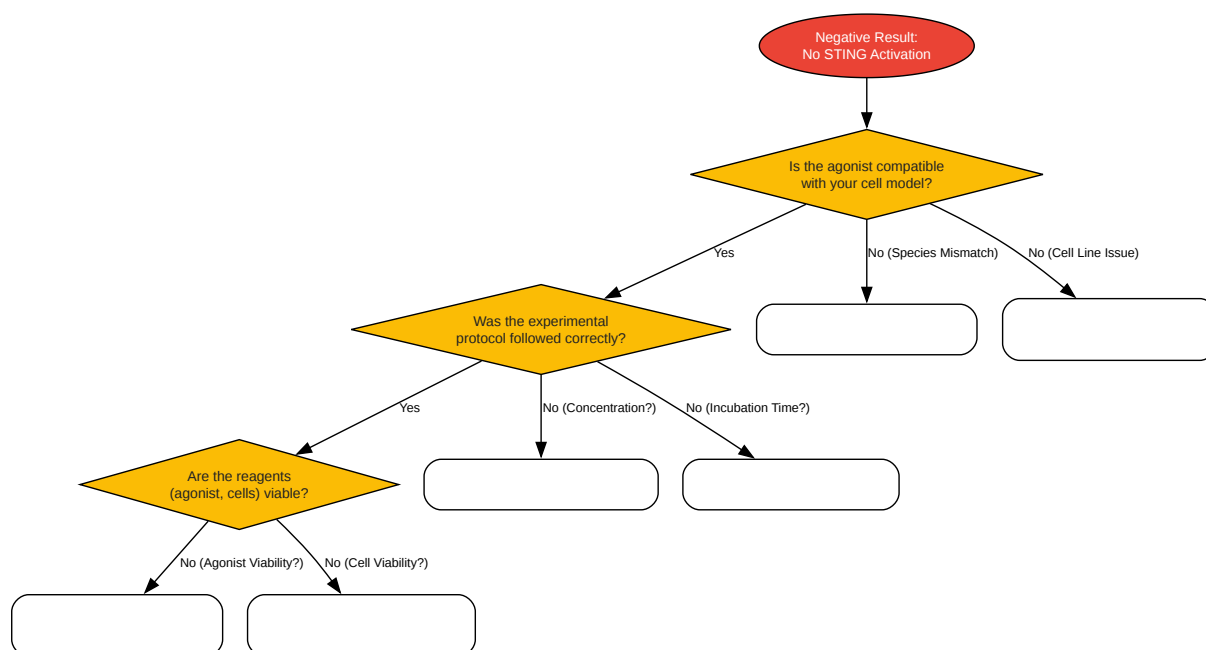 Negative Result:
No STING Activation
Is the agonist compatible
with your cell model?
Yes
No (Species Mismatch)
No (Cell Line Issue)
Was the experimental
protocol followed correctly?
Yes
No (Concentration?)
No (Incubation Time?)
Are the reagents
(agonist, cells) viable?
No (Agonist Viability?)
No (Cell Viability?)